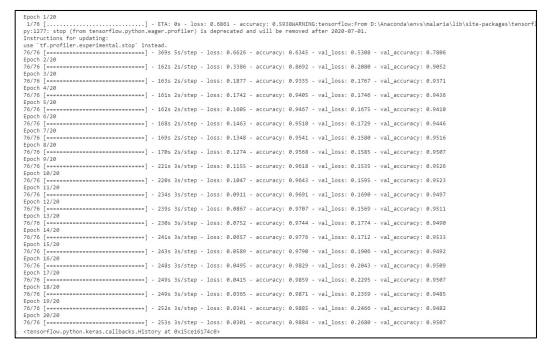 Epoch 1/20
1/76 [..............................] - ETA: 0s - loss: 0.6861 - accuracy: 0.5938WARNING:tensorflow:From D:\Anaconda\envs\malaria\lib\site-packages\tensorfl
py:1277: stop (from tensorflow.python.eager.profiler) is deprecated and will be removed after 2020-07-01.
Instructions for updating:
use `tf.profiler.experimental.stop` instead.
76/76 [==============================] - 369s 5s/step - loss: 0.6626 - accuracy: 0.6345 - val_loss: 0.5308 - val_accuracy: 0.7806
Epoch 2/20
76/76 [==============================] - 162s 2s/step - loss: 0.3386 - accuracy: 0.8692 - val_loss: 0.2080 - val_accuracy: 0.9052
Epoch 3/20
76/76 [==============================] - 163s 2s/step - loss: 0.1877 - accuracy: 0.9335 - val_loss: 0.1767 - val_accuracy: 0.9371
Epoch 4/20
76/76 [==============================] - 161s 2s/step - loss: 0.1742 - accuracy: 0.9405 - val_loss: 0.1746 - val_accuracy: 0.9436
Epoch 5/20
76/76 [==============================] - 162s 2s/step - loss: 0.1605 - accuracy: 0.9467 - val_loss: 0.1675 - val_accuracy: 0.9410
Epoch 6/20
76/76 [==============================] - 168s 2s/step - loss: 0.1463 - accuracy: 0.9510 - val_loss: 0.1729 - val_accuracy: 0.9446
Epoch 7/20
76/76 [==============================] - 169s 2s/step - loss: 0.1348 - accuracy: 0.9541 - val_loss: 0.1580 - val_accuracy: 0.9516
Epoch 8/20
76/76 [==============================] - 170s 2s/step - loss: 0.1274 - accuracy: 0.9568 - val_loss: 0.1585 - val_accuracy: 0.9507
Epoch 9/20
76/76 [==============================] - 221s 3s/step - loss: 0.1155 - accuracy: 0.9618 - val_loss: 0.1535 - val_accuracy: 0.9526
Epoch 10/20
76/76 [==============================] - 220s 3s/step - loss: 0.1047 - accuracy: 0.9643 - val_loss: 0.1595 - val_accuracy: 0.9523
Epoch 11/20
76/76 [==============================] - 234s 3s/step - loss: 0.0911 - accuracy: 0.9691 - val_loss: 0.1690 - val_accuracy: 0.9497
Epoch 12/20
76/76 [==============================] - 239s 3s/step - loss: 0.0867 - accuracy: 0.9707 - val_loss: 0.1569 - val_accuracy: 0.9511
Epoch 13/20
76/76 [==============================] - 230s 3s/step - loss: 0.0752 - accuracy: 0.9744 - val_loss: 0.1774 - val_accuracy: 0.9490
Epoch 14/20
76/76 [==============================] - 241s 3s/step - loss: 0.0657 - accuracy: 0.9776 - val_loss: 0.1712 - val_accuracy: 0.9533
Epoch 15/20
76/76 [==============================] - 243s 3s/step - loss: 0.0589 - accuracy: 0.9790 - val_loss: 0.1906 - val_accuracy: 0.9492
Epoch 16/20
76/76 [==============================] - 248s 3s/step - loss: 0.0495 - accuracy: 0.9829 - val_loss: 0.2043 - val_accuracy: 0.9509
Epoch 17/20
76/76 [==============================] - 249s 3s/step - loss: 0.0415 - accuracy: 0.9859 - val_loss: 0.2295 - val_accuracy: 0.9507
Epoch 18/20
76/76 [==============================] - 249s 3s/step - loss: 0.0365 - accuracy: 0.9871 - val_loss: 0.2359 - val_accuracy: 0.9485
Epoch 19/20
76/76 [==============================] - 252s 3s/step - loss: 0.0341 - accuracy: 0.9885 - val_loss: 0.2466 - val_accuracy: 0.9482
Epoch 20/20
76/76 [==============================] - 253s 3s/step - loss: 0.0301 - accuracy: 0.9884 - val_loss: 0.2680 - val_accuracy: 0.9507
<tensorflow.python.keras.callbacks.History at 0x15ce16174c0>